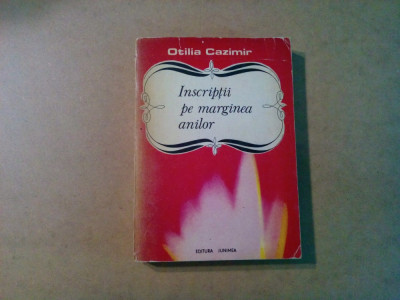 Otilia Cazimir
Inscripții
pe marginea
anilor
EDITURA JUNIMEA